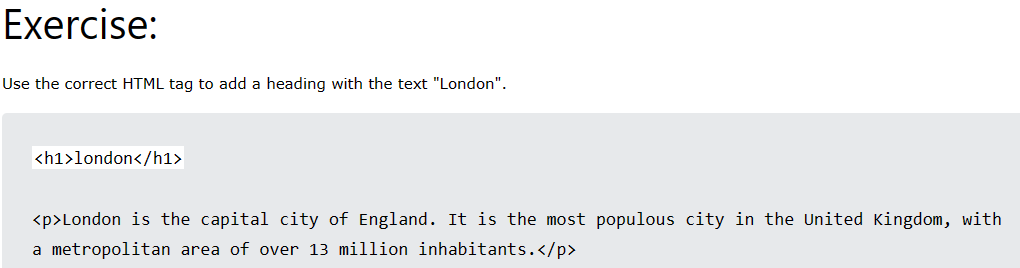 Exercise:
Use the correct HTML tag to add a heading with the text "London".
<h1>london</h1>
<p>London is the capital city of England. It is the most populous city in the United Kingdom, with
a metropolitan area of over 13 million inhabitants.</p>